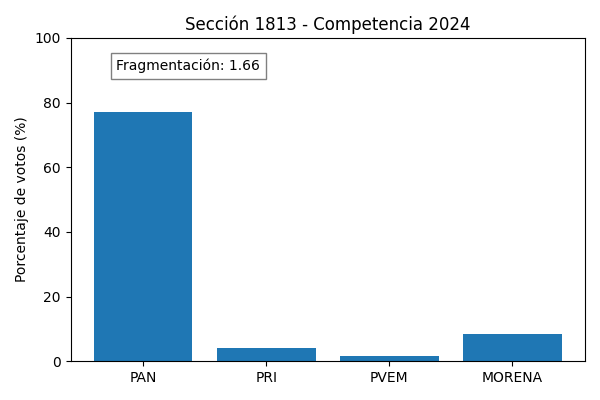 Sección 1813 - Competencia 2024
Fragmentación: 1.66
Porcentaje de votos (%)
100
80
60
40
20
0
PAN PRI PVEM MORENA